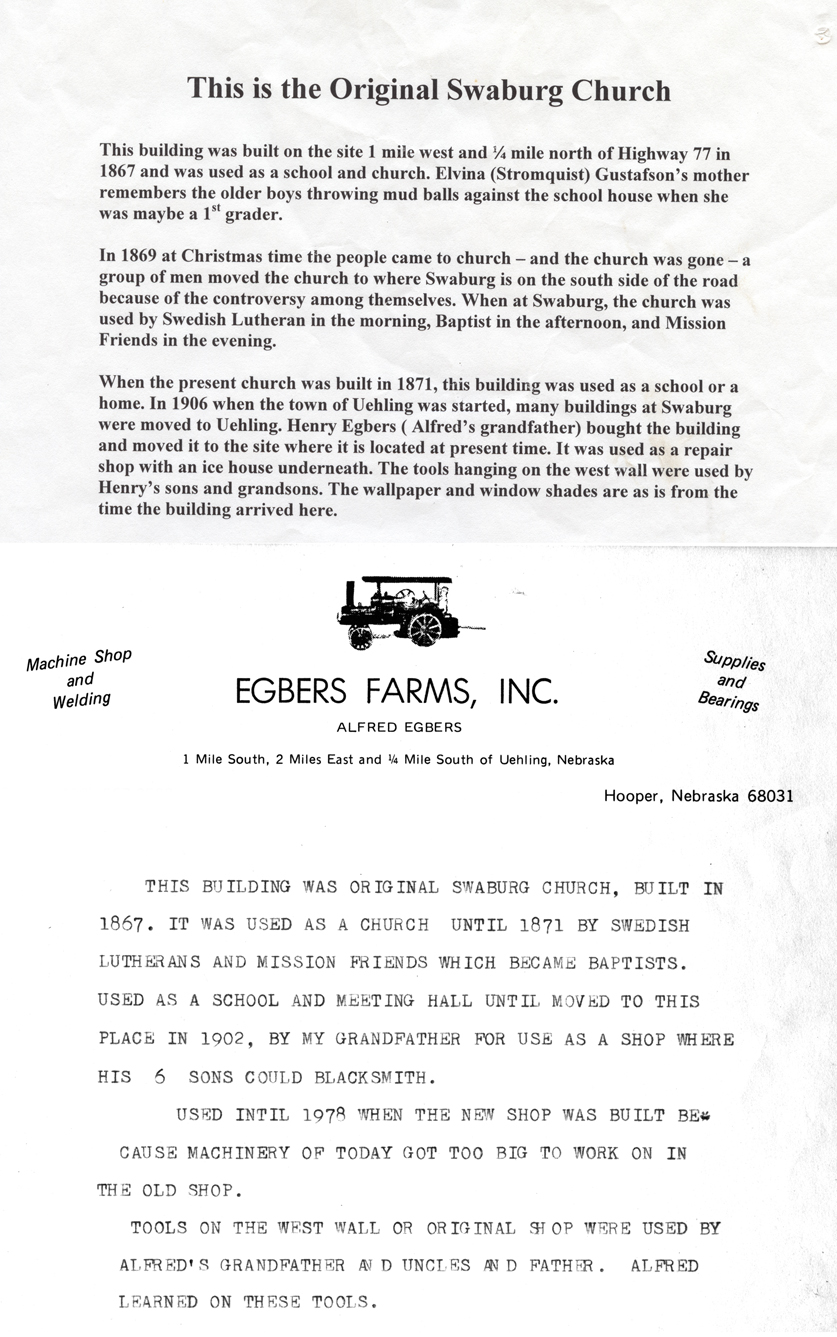 This is the Original Swaburg Church
This building was built on the site 1 mile west and ¼ mile north of Highway 77 in
1867 and was used as a school and church. Elvina (Stromquist) Gustafson's mother
remembers the older boys throwing mud balls against the school house when she
was maybe a 1st grader.
In 1869 at Christmas time the people came to church – and the church was gone – a
group of men moved the church to where Swaburg is on the south side of the road
because of the controversy among themselves. When at Swaburg, the church was
used by Swedish Lutheran in the morning, Baptist in the afternoon, and Mission
Friends in the evening.
When the present church was built in 1871, this building was used as a school or a
home. In 1906 when the town of Uehling was started, many buildings at Swaburg
were moved to Uehling. Henry Egbers ( Alfred's grandfather) bought the building
and moved it to the site where it is located at present time. It was used as a repair
shop with an ice house underneath. The tools hanging on the west wall were used by
Henry's sons and grandsons. The wallpaper and window shades are as is from the
time the building arrived here.
Machine Shop
and
Welding
Supplies
and
Bearings
EGBERS FARMS, INC.
ALFRED EGBERS
1 Mile South, 2 Miles East and ¼ Mile South of Uehling, Nebraska
Hooper, Nebraska 68031
THIS BUILDING WAS ORIGINAL SWABURG CHURCH, BUILT IN
1867. IT WAS USED AS A CHURCH UNTIL 1871 BY SWEDISH
LUTHERANS AND MISSION FRIENDS WHICH BECAME BAPTISTS.
USED AS A SCHOOL AND MEETING HALL UNTIL MOVED TO THIS
PLACE IN 1902, BY MY GRANDFATHER FOR USE AS A SHOP WHERE
HIS 6 SONS COULD BLACKSMITH.
USED INTIL 1978 WHEN THE NEW SHOP WAS BUILT BE*
CAUSE MACHINERY OF TODAY GOT TOO BIG TO WORK ON IN
THE OLD SHOP.
TOOLS ON THE WEST WALL OR ORIGINAL SHOP WERE USED BY
ALFRED'S GRANDFATHER AND UNCLES AND FATHER. ALFRED
LEARNED ON THESE TOOLS.